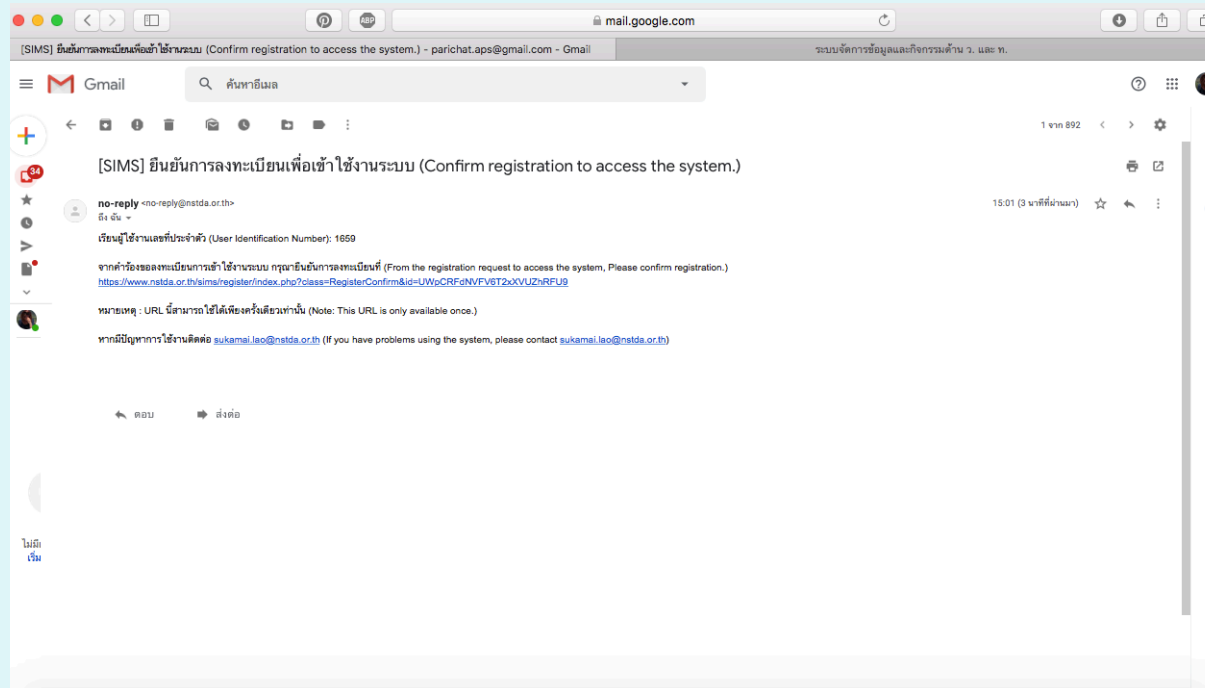 ABP
mail.google.com
[SIMS] ยืนยันการลงทะเบียนเพื่อเข้าใช้งานระบบ (Confirm registration to access the system.) - parichat.aps@gmail.com - Gmail
ระบบจัดการข้อมูลและกิจกรรมด้าน ว. และ ท.
Gmail
ค้นหาอีเมล
1 จาก 892
34
[SIMS] ยืนยันการลงทะเบียนเพื่อเข้าใช้งานระบบ (Confirm registration to access the system.)
no-reply <no-reply@nstda.or.th>
15:01 (3 นาทีที่ผ่านมา)
ถึง ฉัน
เรียนผู้ใช้งานเลขที่ประจำตัว (User Identification Number): 1659
จากคำร้องขอลงทะเบียนการเข้าใช้งานระบบ กรุณายืนยันการลงทะเบียนที่ (From the registration request to access the system, Please confirm registration.)
https://www.nstda.or.th/sims/register/index.php?class=RegisterConfirm&id=UWpCRFdNVFV6T2xXVUZhRFU9
หมายเหตุ : URL นี้สามารถใช้ได้เพียงครั้งเดียวเท่านั้น (Note: This URL is only available once.)
หากมีปัญหาการใช้งานติดต่อ sukamai.lao@nstda.or.th (If you have problems using the system, please contact sukamai.lao@nstda.or.th)
ตอบ
ส่งต่อ
เริ่ม